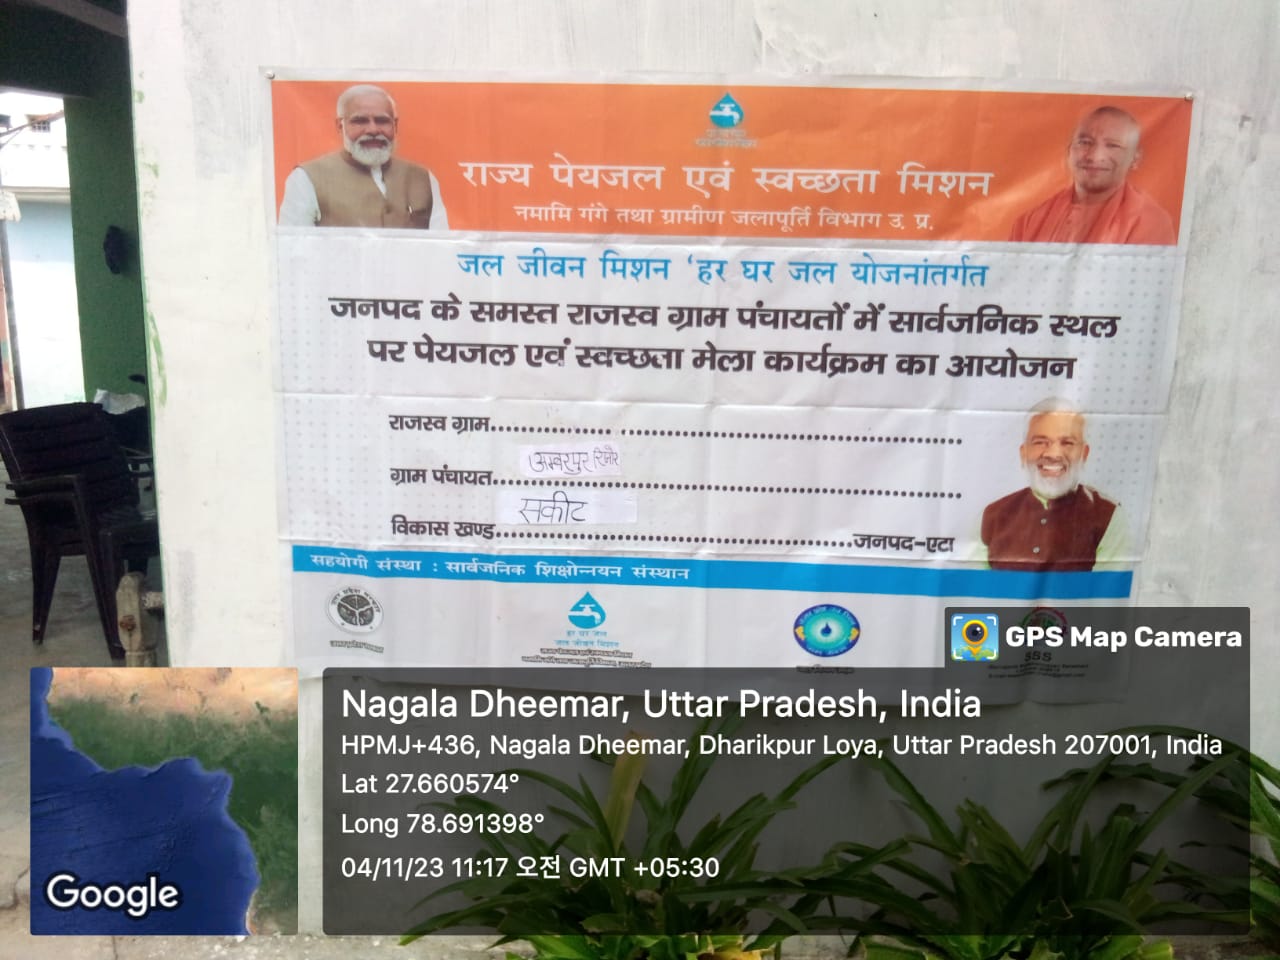 राज्य पेयजल एवं स्वच्छता मिशन
नमामि गंगे तथा ग्रामीण जलापूर्ति विभाग उ. प्र.
जल जीवन मिशन 'हर घर जल योजनांतर्गत
जनपद के समस्त राजस्व ग्राम पंचायतों में सार्वजनिक स्थल
पर पेयजल एवं स्वच्छता मेला कार्यक्रम का आयोजन
राजस्व ग्राम
ग्राम पंचायत
विकास खण्ड सकीट जनपद-एटा
सहयोगी संस्था : सार्वजनिक शिक्षोन्नयन संस्थान
हर घर जल
जल जीवन मिशन
SSS
GPS Map Camera
Nagala Dheemar, Uttar Pradesh, India
HPMJ+436, Nagala Dheemar, Dharikpur Loya, Uttar Pradesh 207001, India
Lat 27.660574°
Long 78.691398°
04/11/23 11:17 오전 GMT +05:30
Google